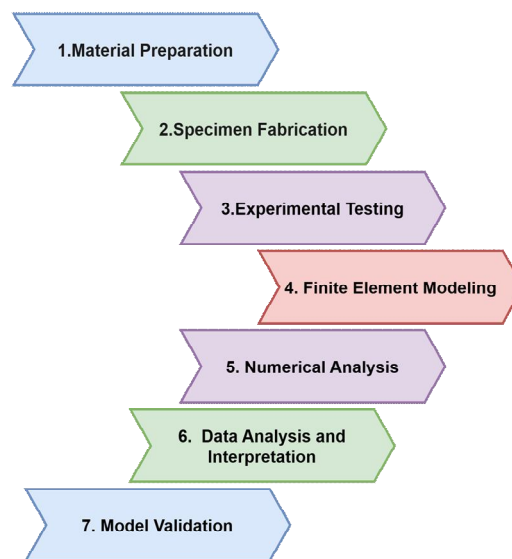 1.Material Preparation
2.Specimen Fabrication
3.Experimental Testing
4. Finite Element Modeling
5. Numerical Analysis
6. Data Analysis and
Interpretation
7. Model Validation